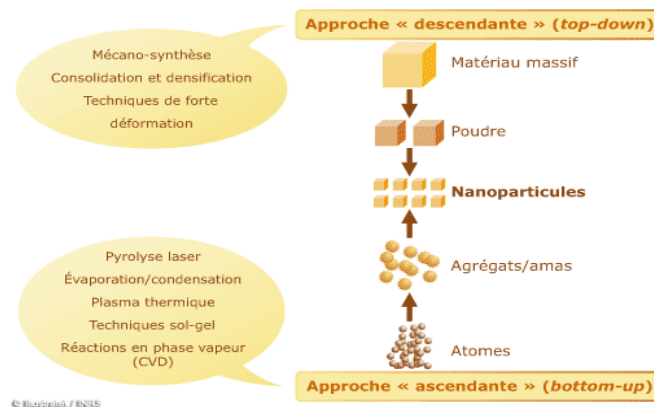 Approche « descendante » (top-down)
Mécano-synthèse
Consolidation et densification
Techniques de forte
déformation
Matériau massif
Poudre
Nanoparticules
Agrégats/amas
Atomes
Pyrolyse laser
Évaporation/condensation
Plasma thermique
Techniques sol-gel
Réactions en phase vapeur
(CVD)
Approche « ascendante » (bottom-up)